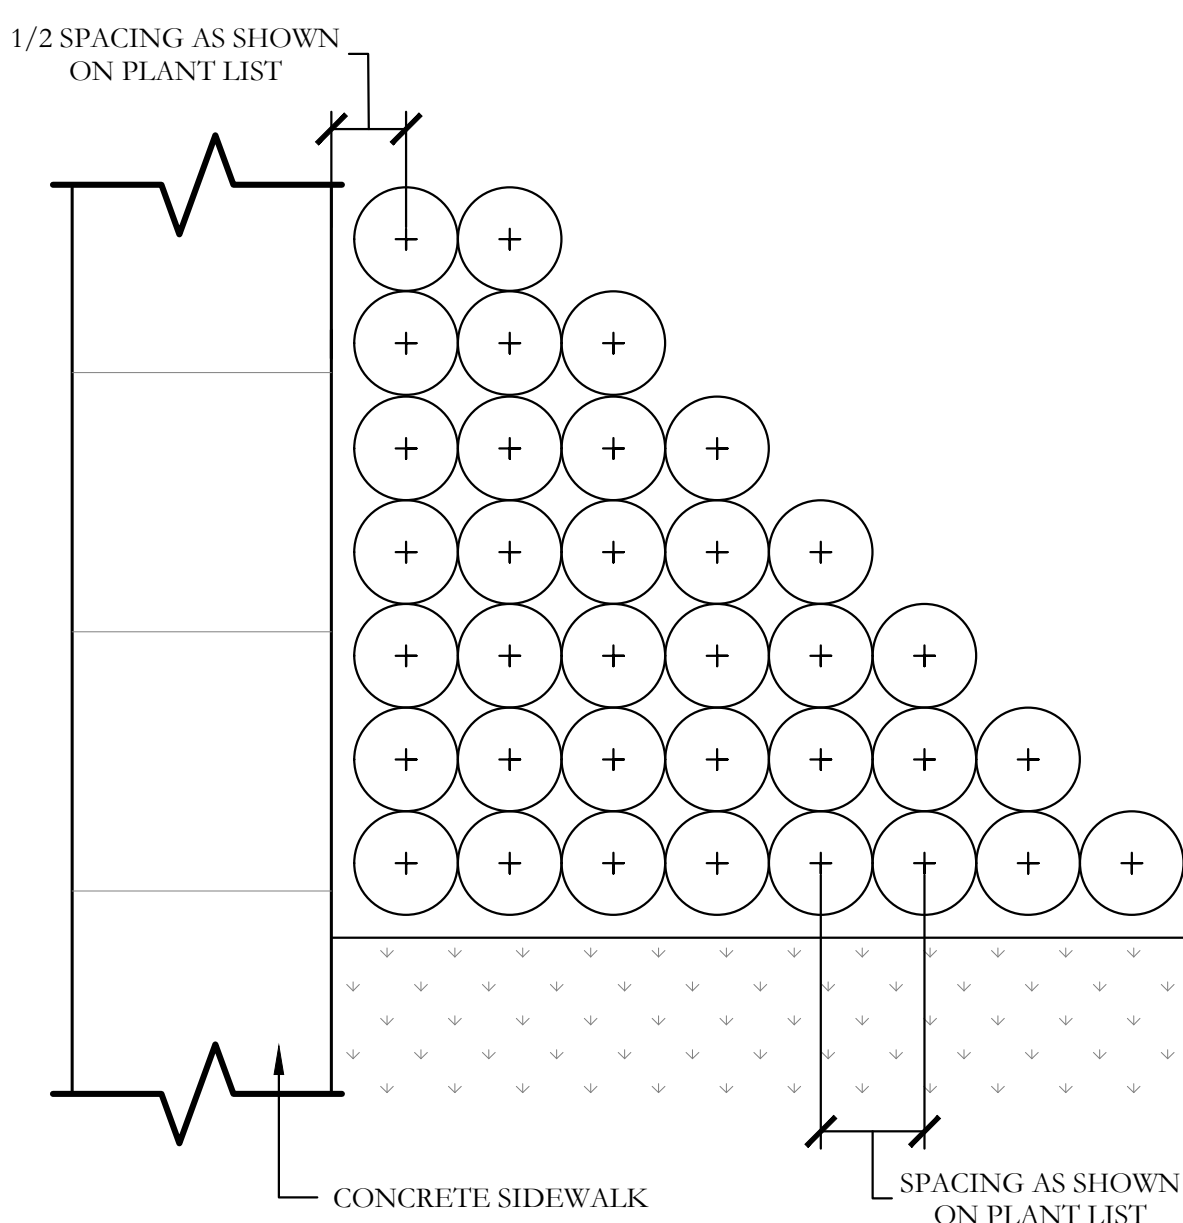 1/2 SPACING AS SHOWN
ON PLANT LIST
CONCRETE SIDEWALK
SPACING AS SHOWN
ON PLANT LIST